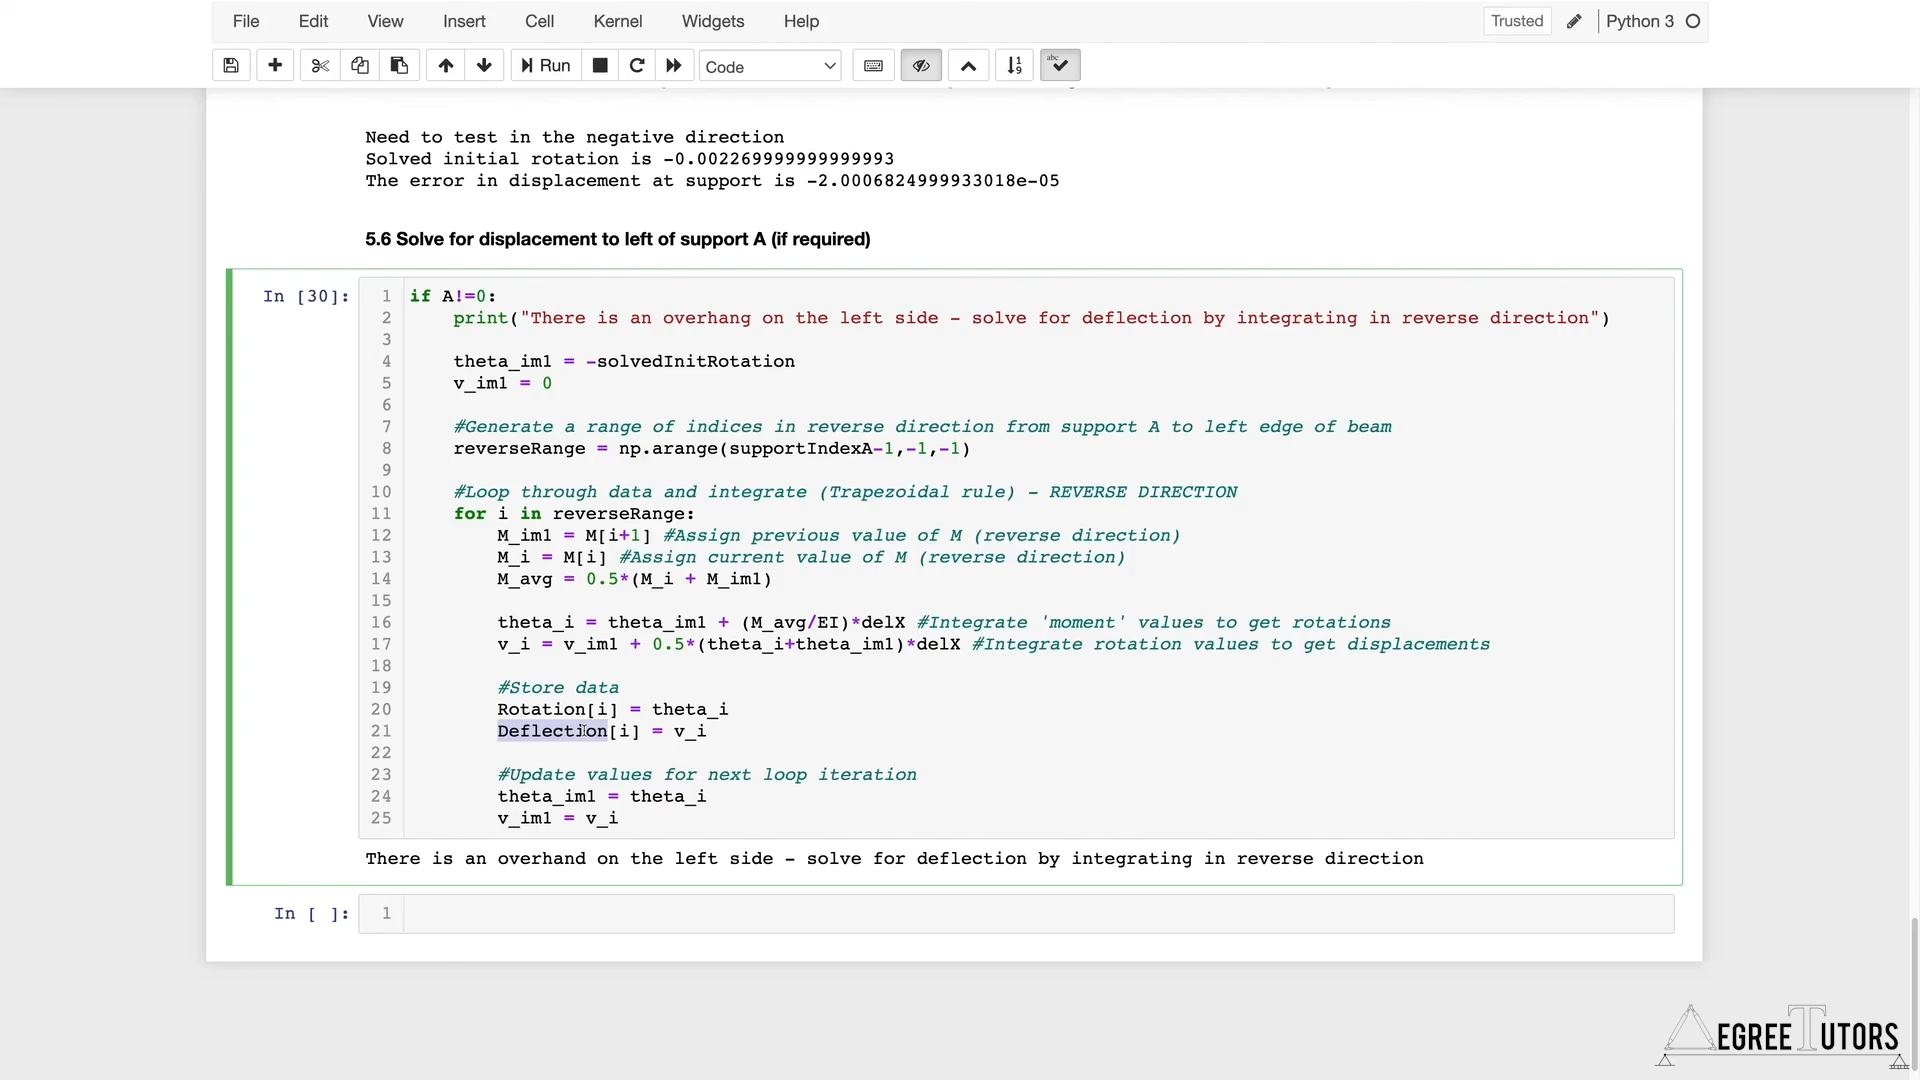 File Edit View Insert Cell Kernel Widgets Help Trusted Python 3
Run Code
Need to test in the negative direction
Solved initial rotation is -0.002269999999999993
The error in displacement at support is -2.0006824999933018e-05
5.6 Solve for displacement to left of support A (if required)
In [30]:
1 if A!=0:
2     print("There is an overhang on the left side - solve for deflection by integrating in reverse direction")
3
4     theta_im1 = -solvedInitRotation
5     v_im1 = 0
6
7     #Generate a range of indices in reverse direction from support A to left edge of beam
8     reverseRange = np.arange(supportIndexA-1,-1,-1)
9
10     #Loop through data and integrate (Trapezoidal rule) - REVERSE DIRECTION
11     for i in reverseRange:
12         M_im1 = M[i+1] #Assign previous value of M (reverse direction)
13         M_i = M[i] #Assign current value of M (reverse direction)
14         M_avg = 0.5*(M_i + M_im1)
15
16         theta_i = theta_im1 + (M_avg/EI)*delX #Integrate 'moment' values to get rotations
17         v_i = v_im1 + 0.5*(theta_i+theta_im1)*delX #Integrate rotation values to get displacements
18
19         #Store data
20         Rotation[i] = theta_i
21         Deflection[i] = v_i
22
23         #Update values for next loop iteration
24         theta_im1 = theta_i
25         v_im1 = v_i
There is an overhand on the left side - solve for deflection by integrating in reverse direction
In [ ]: 1
DEGREE TUTORS